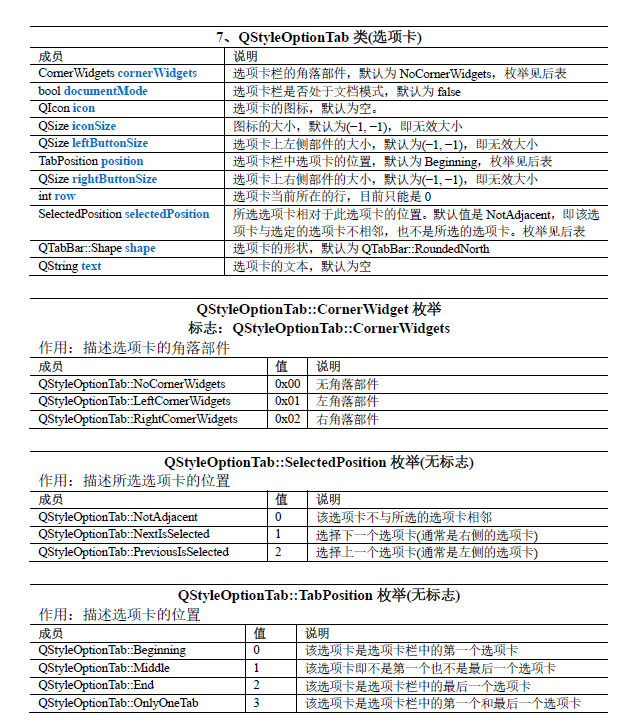 7、QStyleOptionTab 类(选项卡)
成员 说明
CornerWidgets cornerWidgets 选项卡栏的角落部件，默认为 NoCornerWidgets，枚举见后表
bool documentMode 选项卡栏是否处于文档模式，默认为 false
QIcon icon 选项卡的图标，默认为空。
QSize iconSize 图标的大小，默认为(−1, −1)，即无效大小
QSize leftButtonSize 选项卡上左侧部件的大小，默认为(−1, −1)，即无效大小
TabPosition position 选项卡栏中选项卡的位置，默认为 Beginning，枚举见后表
QSize rightButtonSize 选项卡上右侧部件的大小，默认为(−1, −1)，即无效大小
int row 选项卡当前所在的行，目前只能是 0
SelectedPosition selectedPosition 所选选项卡相对于此选项卡的位置。默认值是 NotAdjacent，即该选
项卡与选定的选项卡不相邻，也不是所选的选项卡。枚举见后表
QTabBar::Shape shape 选项卡的形状，默认为 QTabBar::RoundedNorth
QString text 选项卡的文本，默认为空
QStyleOptionTab::CornerWidget 枚举
标志：QStyleOptionTab::CornerWidgets
作用：描述选项卡的角落部件
成员 值 说明
QStyleOptionTab::NoCornerWidgets 0x00 无角落部件
QStyleOptionTab::LeftCornerWidgets 0x01 左角落部件
QStyleOptionTab::RightCornerWidgets 0x02 右角落部件
QStyleOptionTab::SelectedPosition 枚举(无标志)
作用：描述所选选项卡的位置
成员 值 说明
QStyleOptionTab::NotAdjacent 0 该选项卡不与所选的选项卡相邻
QStyleOptionTab::NextIsSelected 1 选择下一个选项卡(通常是右侧的选项卡)
QStyleOptionTab::PreviousIsSelected 2 选择上一个选项卡(通常是左侧的选项卡)
QStyleOptionTab::TabPosition 枚举(无标志)
作用：描述选项卡的位置
成员 值 说明
QStyleOptionTab::Beginning 0 该选项卡是选项卡栏中的第一个选项卡
QStyleOptionTab::Middle 1 该选项卡即不是第一个也不是最后一个选项卡
QStyleOptionTab::End 2 该选项卡是选项卡栏中的最后一个选项卡
QStyleOptionTab::OnlyOneTab 3 该选项卡是选项卡栏中的第一个和最后一个选项卡